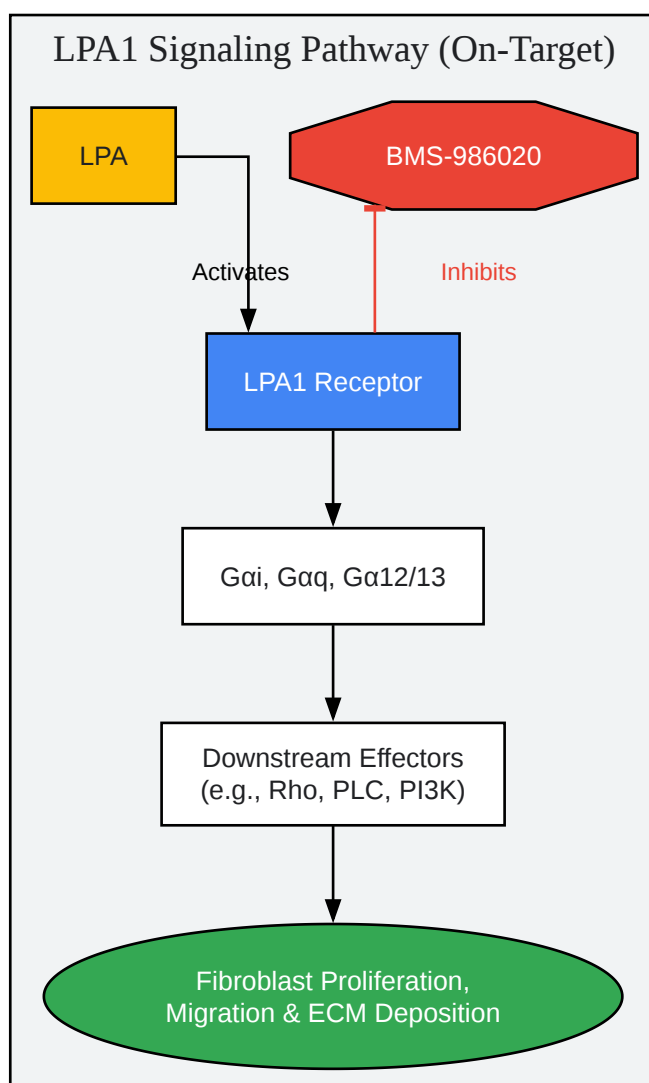 LPA1 Signaling Pathway (On-Target)
LPA
BMS-986020
Activates
Inhibits
LPA1 Receptor
Gαi, Gαq, Gα12/13
Downstream Effectors
(e.g., Rho, PLC, PI3K)
Fibroblast Proliferation,
Migration & ECM Deposition